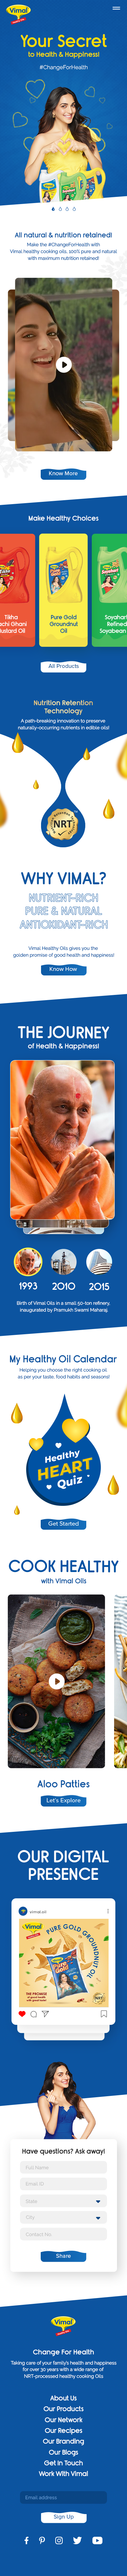 Vimal
Your Secret
to Health & Happiness!
#ChangeForHealth
All natural & nutrition retained!
Make the #ChangeForHealth with
Vimal healthy cooking oils, 100% pure and natural
with maximum nutrition retained!
Know More
Make Healthy Choices
Tikha
Kachi Ghani
Mustard Oil
Pure Gold
Groundnut
Oil
Sayahar
Refined
Soyabean
All Products
Nutrition Retention
Technology
A path-breaking innovation to preserve
naturally-occurring nutrients in edible oils!
NRT
WHY VIMAL?
NUTRIENT-RICH
PURE & NATURAL
ANTIOXIDANT-RICH
Vimal Healthy Oils gives you the
golden promise of good health and happiness!
Know How
THE JOURNEY
of Health & Happiness!
1993
2010
2015
Birth of Vimal Oils in a small 50-ton refinery,
inaugurated by Pramukh Swami Maharaj.
My Healthy Oil Calendar
Helping you choose the right cooking oil
as per your taste, food habits and seasons!
Healthy
HEART
Quiz
Get Started
COOK HEALTHY
with Vimal Oils
Aloo Patties
Let's Explore
OUR DIGITAL
PRESENCE
Vimal
PURE GOLD
GROUNDNUT OIL
Have questions? Ask away!
Full Name
Email ID
State
City
Contact No.
Share
Vimal
Change For Health
Taking care of your family's health and happiness
for over 30 years with a wide range of
NRT-processed healthy cooking Oils
About Us
Our Products
Our Network
Our Recipes
Our Branding
Our Blogs
Get In Touch
Work With Vimal
Email address
Sign Up